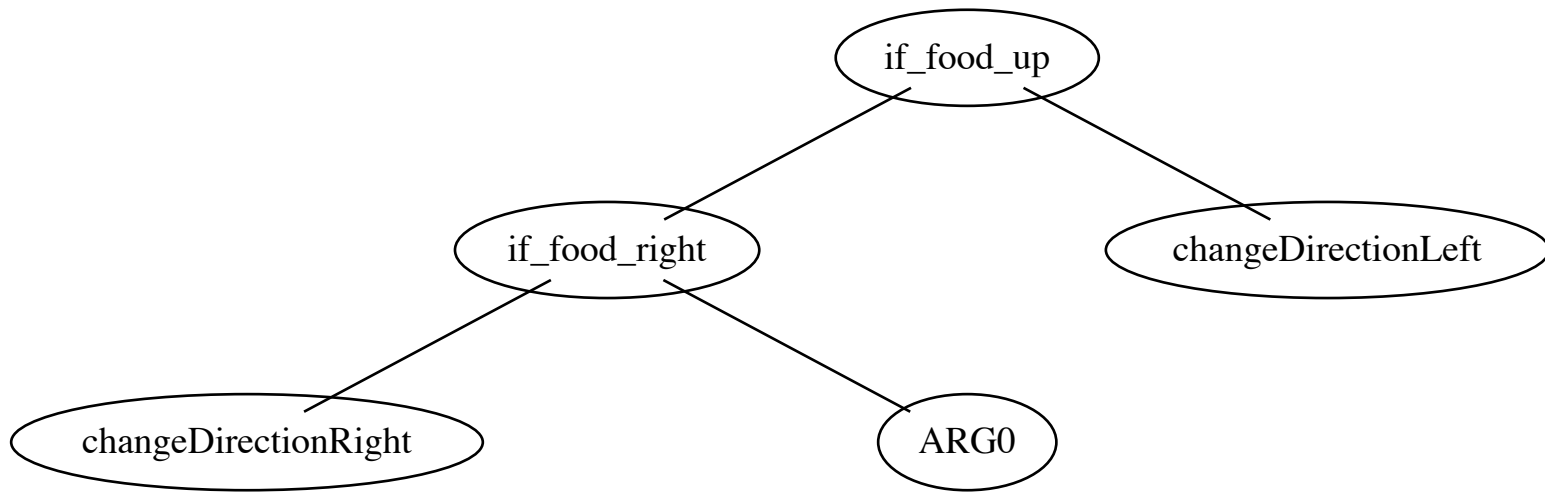 if_food_up
if_food_right
changeDirectionLeft
changeDirectionRight
ARG0